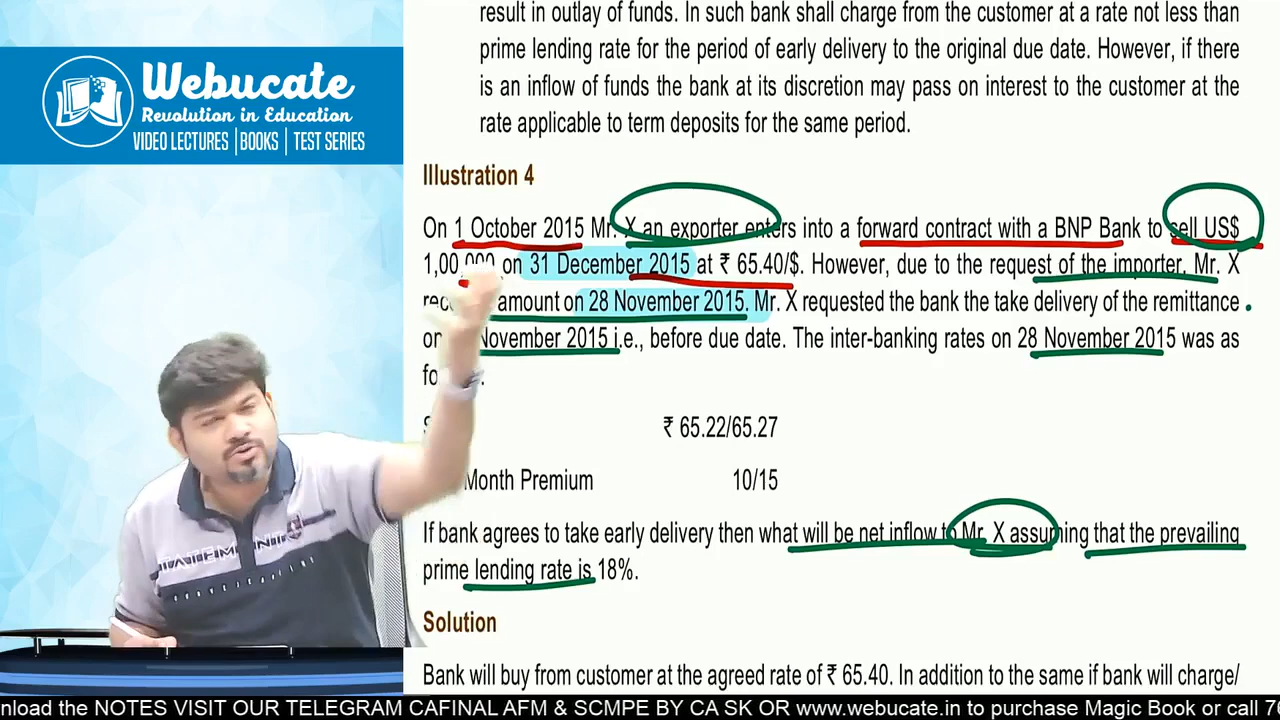 result in outlay of funds. In such bank shall charge from the customer at a rate not less than
prime lending rate for the period of early delivery to the original due date. However, if there
is an inflow of funds the bank at its discretion may pass on interest to the customer at the
rate applicable to term deposits for the same period.
Webucate
Revolution in Education
VIDEO LECTURES | BOOKS | TEST SERIES
Illustration 4
On 1 October 2015 Mr. X an exporter enters into a forward contract with a BNP Bank to sell US$
1,00,000 on 31 December 2015 at ₹ 65.40/$. However, due to the request of the importer, Mr. X
amount on 28 November 2015. Mr. X requested the bank the take delivery of the remittance
on November 2015 i.e., before due date. The inter-banking rates on 28 November 2015 was as
₹ 65.22/65.27
Month Premium 10/15
If bank agrees to take early delivery then what will be net inflow to Mr. X assuming that the prevailing
prime lending rate is 18%.
Solution
Bank will buy from customer at the agreed rate of ₹ 65.40. In addition to the same if bank will charge/
nload the NOTES VISIT OUR TELEGRAM CAFINAL AFM & SCMPE BY CA SK OR www.webucate.in to purchase Magic Book or call